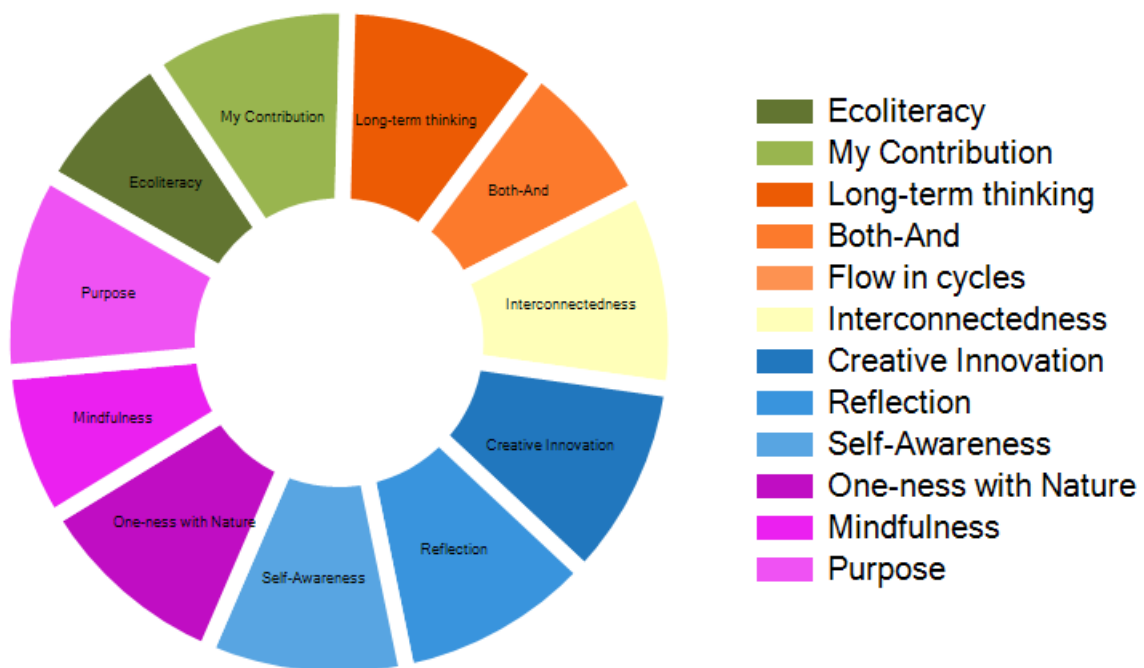 My Contribution
Long-term thinking
Ecoliteracy
Both-And
Purpose
Interconnectedness
Mindfulness
Creative Innovation
One-ness with Nature
Reflection
Self-Awareness
Ecoliteracy
My Contribution
Long-term thinking
Both-And
Flow in cycles
Interconnectedness
Creative Innovation
Reflection
Self-Awareness
One-ness with Nature
Mindfulness
Purpose